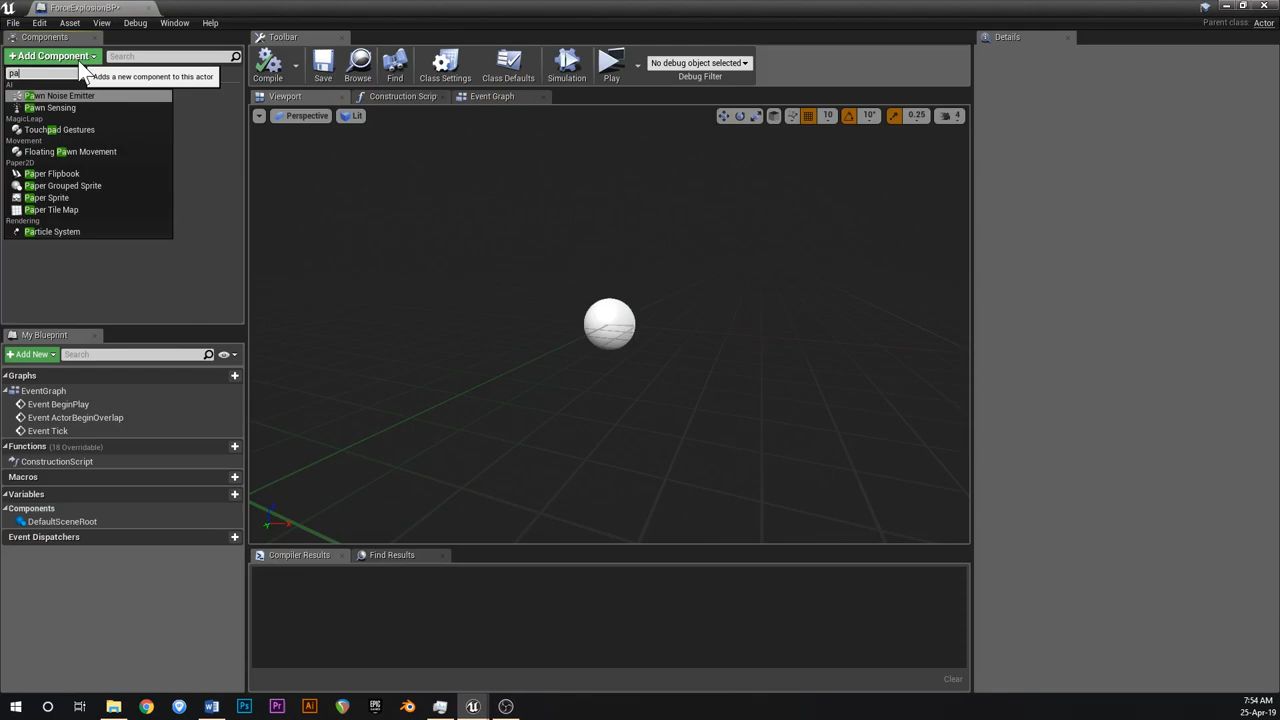 ForceExplosionBP*
File Edit Asset View Debug Window Help
Parent class: Actor
Components
+Add Component
Search
pa
Adds a new component to this actor
AI
Pawn Noise Emitter
Pawn Sensing
MagicLeap
Touchpad Gestures
Movement
Floating Pawn Movement
Paper2D
Paper Flipbook
Paper Grouped Sprite
Paper Sprite
Paper Tile Map
Rendering
Particle System
My Blueprint
+Add New
Search
Graphs
EventGraph
Event BeginPlay
Event ActorBeginOverlap
Event Tick
Functions (18 Overridable)
ConstructionScript
Macros
Variables
Components
DefaultSceneRoot
Event Dispatchers
Toolbar
Compile Save Browse Find Class Settings Class Defaults Simulation Play
No debug object selected
Debug Filter
Viewport Construction Scrip Event Graph
Perspective Lit
10 10° 0.25 4
Compiler Results Find Results
Clear
Details
7:54 AM
25-Apr-19